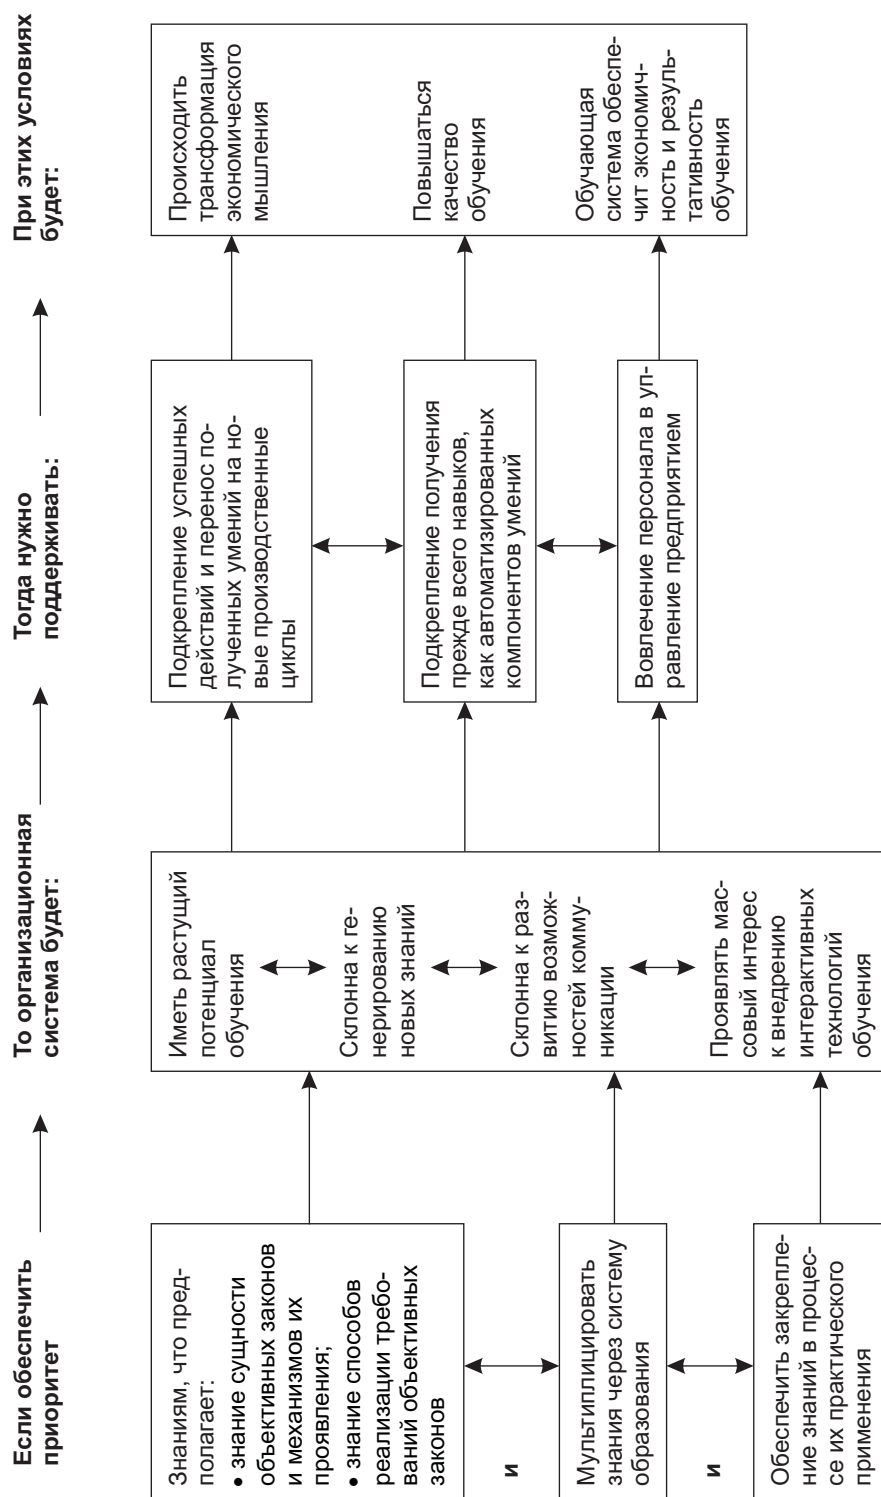 Если обеспечить
приоритет
То организационная
система будет:
Тогда нужно
поддерживать:
При этих условиях
будет:
Знаниям, что пред-
полагает:
• знание сущности
объективных законов
и механизмов их
проявления;
• знание способов
реализации требо-
ваний объективных
законов
и
Мультиплицировать
знания через систему
образования
и
Обеспечить закрепле-
ние знаний в процес-
се их практического
применения
Иметь растущий
потенциал
обучения
Склонна к ге-
нерированию
новых знаний
Склонна к раз-
витию возмож-
ностей комму-
никации
Проявлять мас-
совый интерес
к внедрению
интерактивных
технологий
обучения
Подкрепление успешных
действий и перенос по-
лученных умений на но-
вые производственные
циклы
Подкрепление получения
прежде всего навыков,
как автоматизированных
компонентов умений
Вовлечение персонала в уп-
равление предприятием
Происходить
трансформация
экономического
мышления
Повышаться
качество
обучения
Обучающая
система обеспе-
чит экономич-
ность и резуль-
тативность
обучения